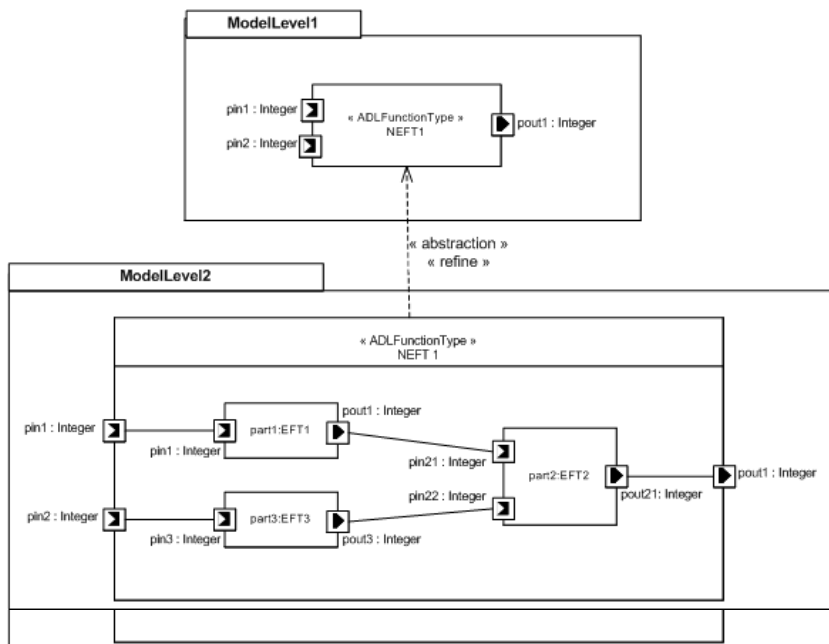 ModelLevel1
pin1 : Integer
« ADLFunctionType »
NEFT1
pout1 : Integer
pin2 : Integer
« abstraction »
« refine »
ModelLevel2
« ADLFunctionType »
NEFT 1
pout1 : Integer
pin1 : Integer
part1:EFT1
pin1 : Integer
pin21 : Integer
part2:EFT2
pout1 : Integer
pin22 : Integer
pout21: Integer
pin2 : Integer
part3:EFT3
pin3 : Integer
pout3 : Integer